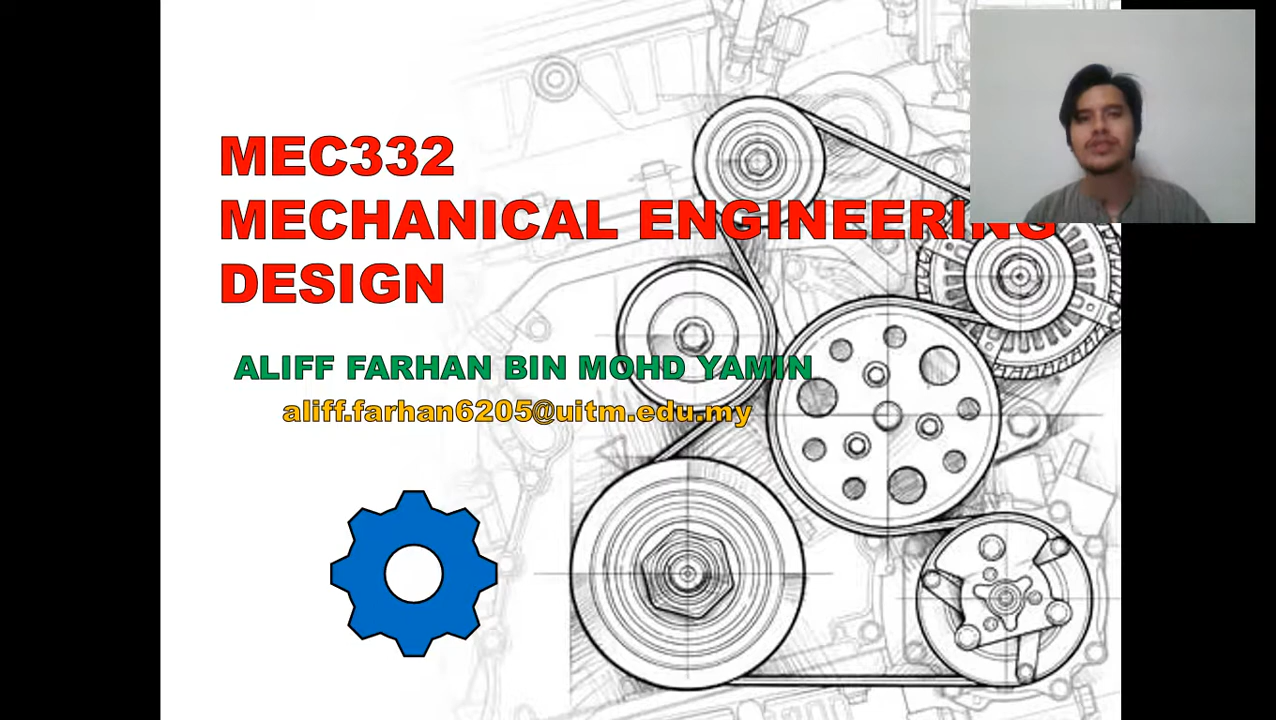 MEC332
MECHANICAL ENGINEERING
DESIGN
ALIFF FARHAN BIN MOHD YAMIN
aliff.farhan6205@uitm.edu.my